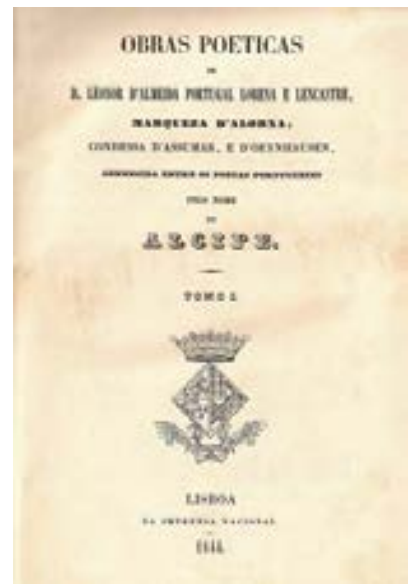 OBRAS POETICAS
DE
D. LEONOR D'ALMEIDA PORTUGAL LORENA E LENCASTRE,
MARQUEZA D'ALORNA,
CONDESSA D'ASSUMAR, E D'OEYNHAUSEN,
CONHECIDA ENTRE OS POETAS PORTUGUEZES
PELO NOME
DE
ALCIPE.
TOMO I.
LISBOA
NA IMPRENSA NACIONAL
1844.